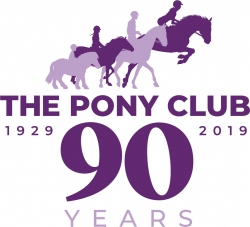 THE PONY CLUB
1929 2019
90
YEARS